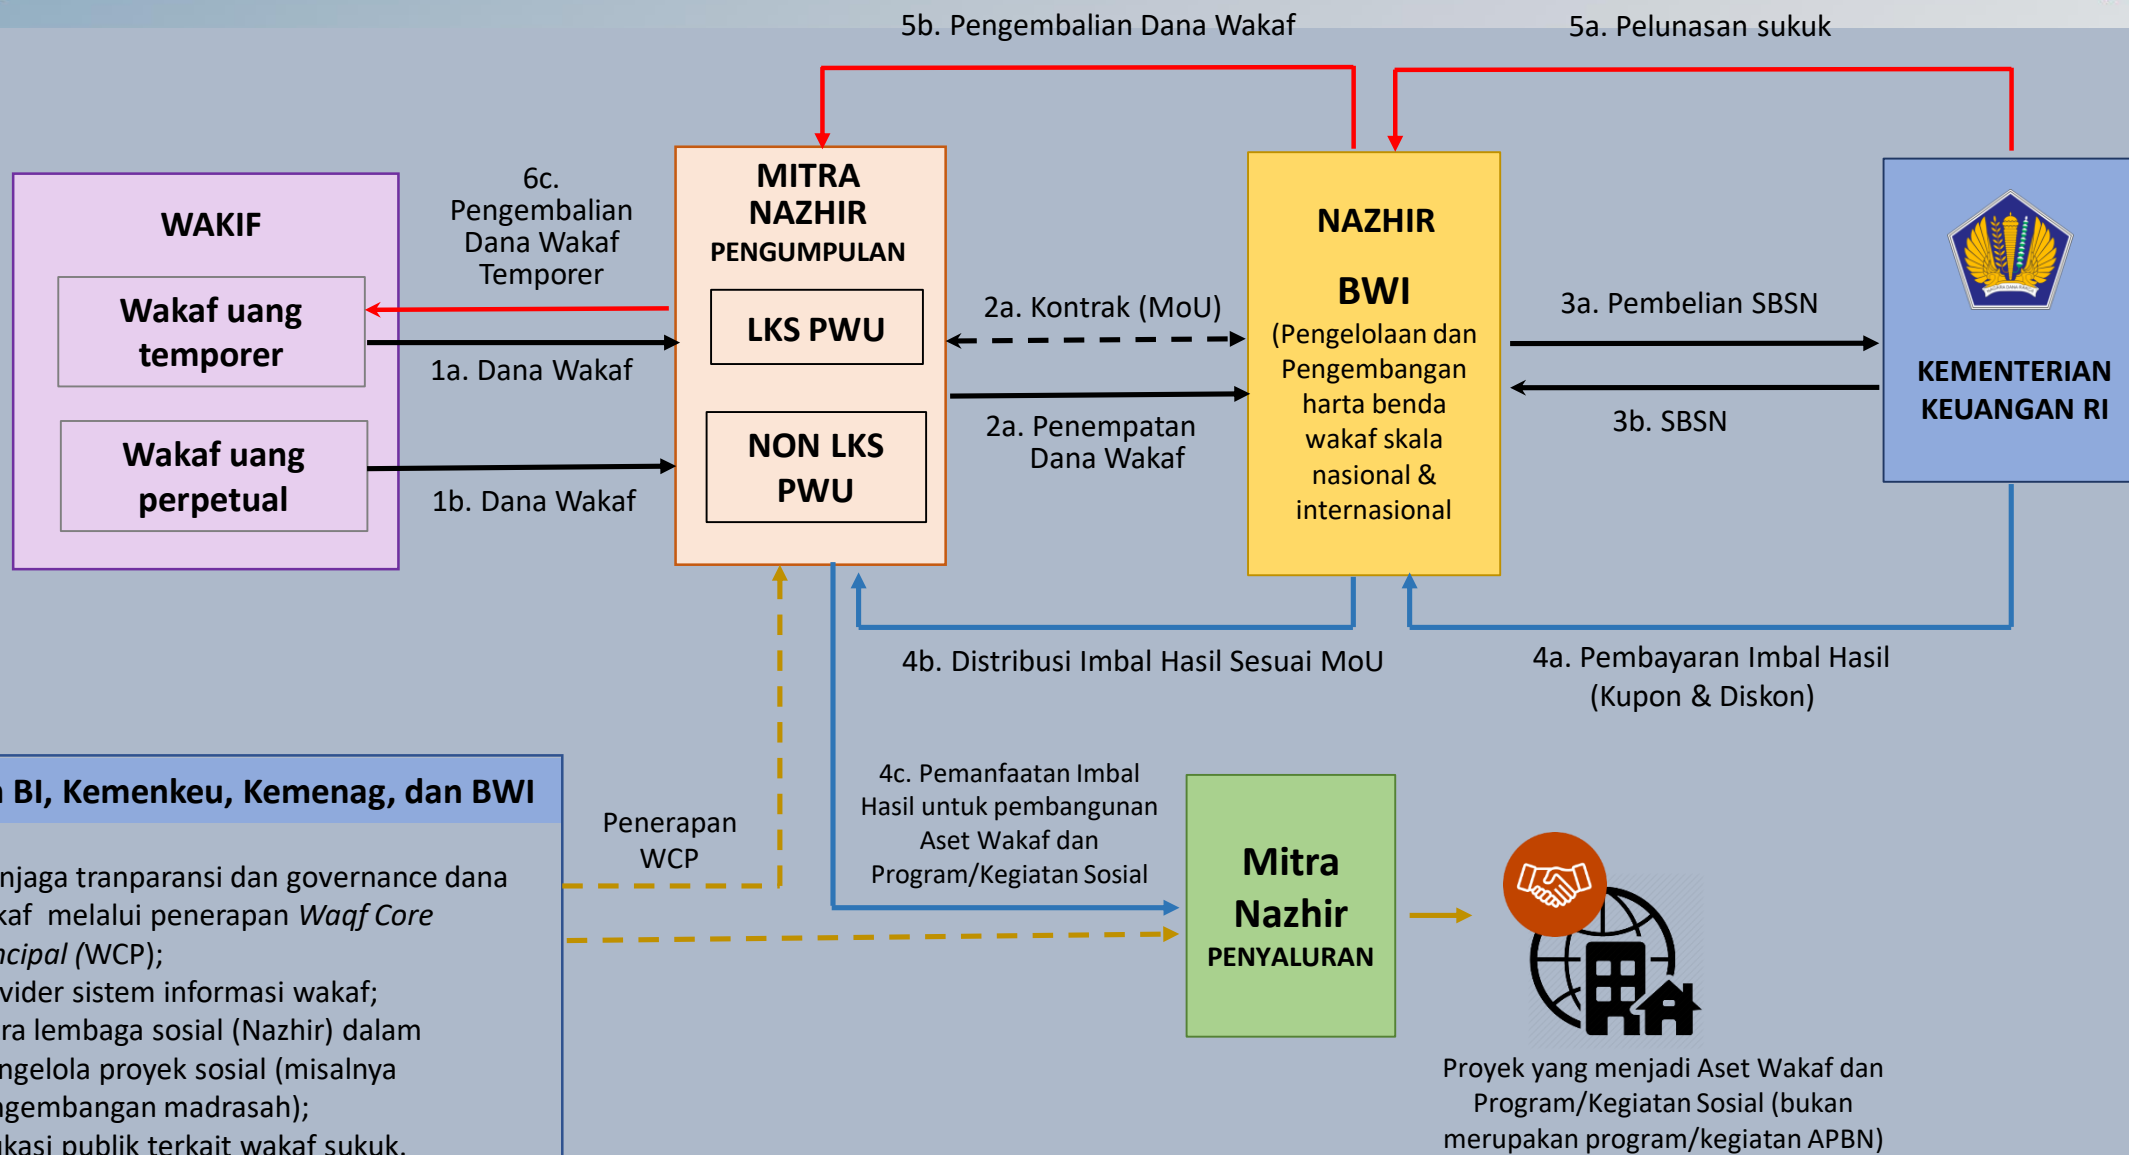 5b. Pengembalian Dana Wakaf
5a. Pelunasan sukuk
WAKIF
Wakaf uang
temporer
Wakaf uang
perpetual
6c.
Pengembalian
Dana Wakaf
Temporer
1a. Dana Wakaf
1b. Dana Wakaf
MITRA
NAZHIR
PENGUMPULAN
LKS PWU
NON LKS
PWU
2a. Kontrak (MoU)
2a. Penempatan
Dana Wakaf
NAZHIR
BWI
(Pengelolaan dan
Pengembangan
harta benda
wakaf skala
nasional &
internasional
3a. Pembelian SBSN
3b. SBSN
KEMENTERIAN
KEUANGAN RI
4b. Distribusi Imbal Hasil Sesuai MoU
4a. Pembayaran Imbal Hasil
(Kupon & Diskon)
BI, Kemenkeu, Kemenag, dan BWI
njaga tranparansi dan governance dana
kaf melalui penerapan Waqf Core
ncipal (WCP);
vider sistem informasi wakaf;
ra lembaga sosial (Nazhir) dalam
ngelola proyek sosial (misalnya
ngembangan madrasah);
ukasi publik terkait wakaf sukuk.
Penerapan
WCP
4c. Pemanfaatan Imbal
Hasil untuk pembangunan
Aset Wakaf dan
Program/Kegiatan Sosial
Mitra
Nazhir
PENYALURAN
Proyek yang menjadi Aset Wakaf dan
Program/Kegiatan Sosial (bukan
merupakan program/kegiatan APBN)